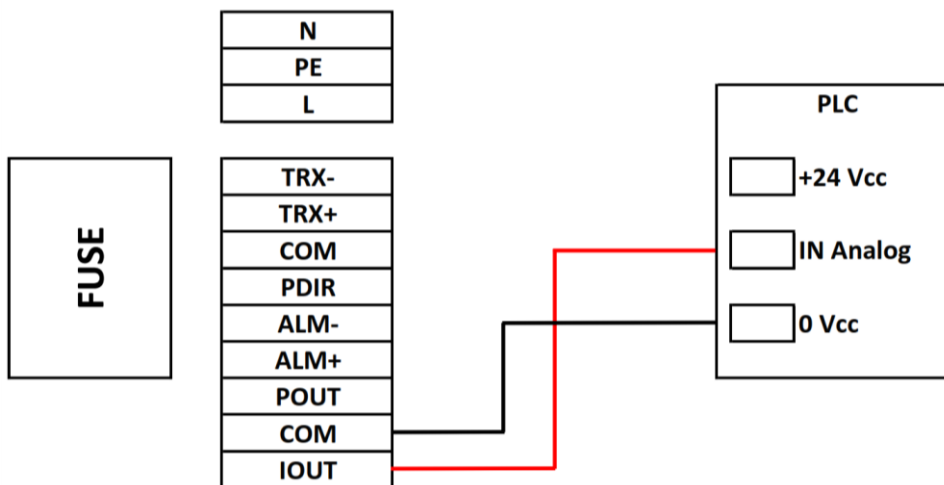 N
PE
L
FUSE
TRX-
TRX+
COM
PDIR
ALM-
ALM+
POUT
COM
IOUT
PLC
+24 Vcc
IN Analog
0 Vcc